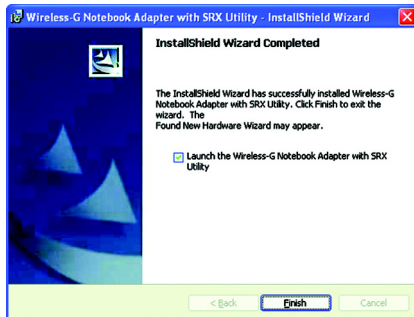 Wireless-G Notebook Adapter with SRX Utility - InstallShield Wizard
InstallShield Wizard Completed
The InstallShield Wizard has successfully installed Wireless-G
Notebook Adapter with SRX Utility. Click Finish to exit the
wizard. The
Found New Hardware Wizard may appear.
Launch the Wireless-G Notebook Adapter with SRX
Utility
< Back
Finish
Cancel